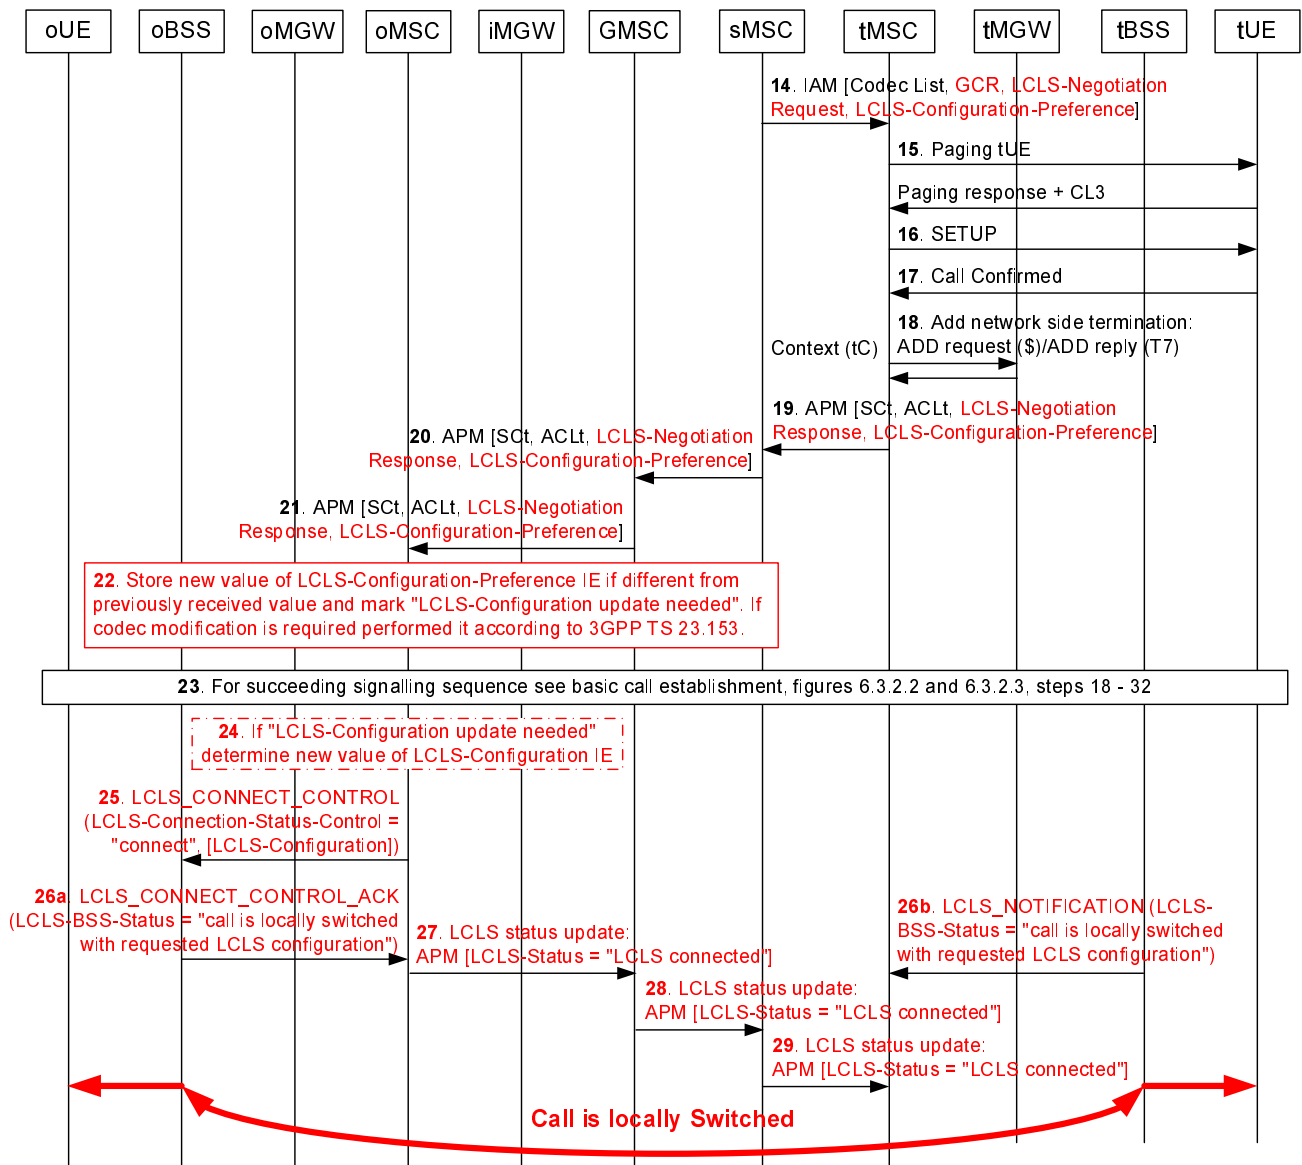 oUE oBSS oMGW oMSC iMGW GMSC sMSC tMSC tMGW tBSS tUE
14. IAM [Codec List, GCR, LCLS-Negotiation
Request, LCLS-Configuration-Preference]
15. Paging tUE
Paging response + CL3
16. SETUP
17. Call Confirmed
18. Add network side termination:
Context (tC) ADD request ($)/ADD reply (T7)
19. APM [SCt, ACLt, LCLS-Negotiation
Response, LCLS-Configuration-Preference]
20. APM [SCt, ACLt, LCLS-Negotiation
Response, LCLS-Configuration-Preference]
21. APM [SCt, ACLt, LCLS-Negotiation
Response, LCLS-Configuration-Preference]
22. Store new value of LCLS-Configuration-Preference IE if different from
previously received value and mark "LCLS-Configuration update needed". If
codec modification is required performed it according to 3GPP TS 23.153.
23. For succeeding signalling sequence see basic call establishment, figures 6.3.2.2 and 6.3.2.3, steps 18 - 32
24. If "LCLS-Configuration update needed"
determine new value of LCLS-Configuration IE
25. LCLS_CONNECT_CONTROL
(LCLS-Connection-Status-Control =
"connect", [LCLS-Configuration])
26a. LCLS_CONNECT_CONTROL_ACK
(LCLS-BSS-Status = "call is locally switched
with requested LCLS configuration")
26b. LCLS_NOTIFICATION (LCLS-
BSS-Status = "call is locally switched
with requested LCLS configuration")
27. LCLS status update:
APM [LCLS-Status = "LCLS connected"]
28. LCLS status update:
APM [LCLS-Status = "LCLS connected"]
29. LCLS status update:
APM [LCLS-Status = "LCLS connected"]
Call is locally Switched